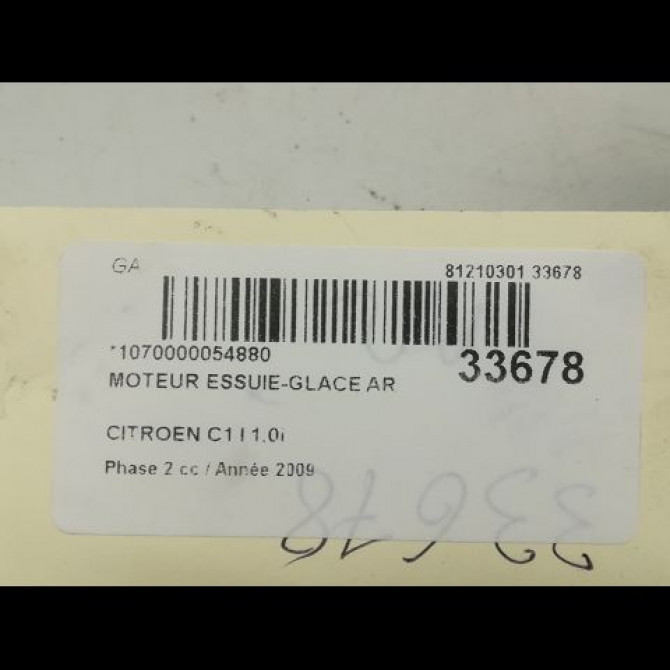 GA 81210301 33678
*1070000054880 33678
MOTEUR ESSUIE-GLACE AR
CITROEN C1 I 1.0i
Phase 2 cc / Année 2009
33678